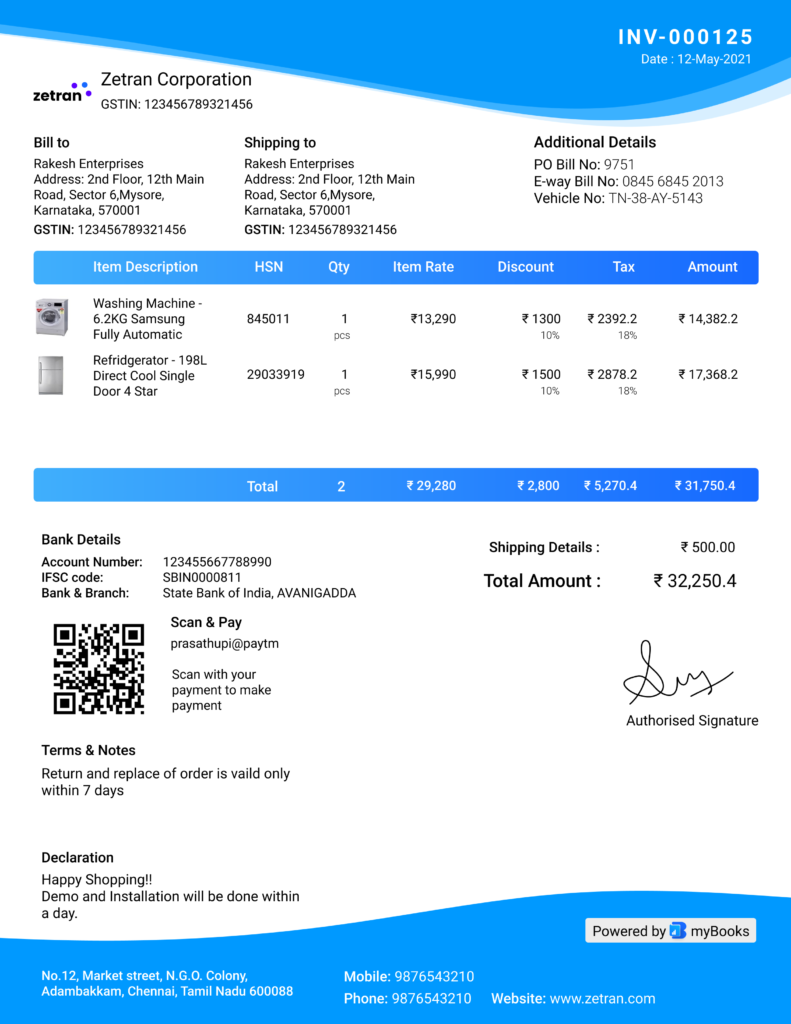 INV-000125
Date : 12-May-2021
zetran
Zetran Corporation
GSTIN: 123456789321456
Bill to
Rakesh Enterprises
Address: 2nd Floor, 12th Main
Road, Sector 6,Mysore,
Karnataka, 570001
GSTIN: 123456789321456
Shipping to
Rakesh Enterprises
Address: 2nd Floor, 12th Main
Road, Sector 6,Mysore,
Karnataka, 570001
GSTIN: 123456789321456
Additional Details
PO Bill No: 9751
E-way Bill No: 0845 6845 2013
Vehicle No: TN-38-AY-5143
Item Description HSN Qty Item Rate Discount Tax Amount
Washing Machine -
6.2KG Samsung
Fully Automatic
845011 1 ₹13,290 ₹ 1300 ₹ 2392.2 ₹ 14,382.2
pcs 10% 18%
Refridgerator - 198L
Direct Cool Single
Door 4 Star
29033919 1 ₹15,990 ₹ 1500 ₹ 2878.2 ₹ 17,368.2
pcs 10% 18%
Total 2 ₹ 29,280 ₹ 2,800 ₹ 5,270.4 ₹ 31,750.4
Bank Details
Account Number: 123455667788990
IFSC code: SBIN0000811
Bank & Branch: State Bank of India, AVANIGADDA
Shipping Details : ₹ 500.00
Total Amount : ₹ 32,250.4
Scan & Pay
prasathupi@paytm
Scan with your
payment to make
payment
Authorised Signature
Terms & Notes
Return and replace of order is vaild only
within 7 days
Declaration
Happy Shopping!!
Demo and Installation will be done within
a day.
Powered by myBooks
No.12, Market street, N.G.O. Colony,
Adambakkam, Chennai, Tamil Nadu 600088
Mobile: 9876543210
Phone: 9876543210 Website: www.zetran.com